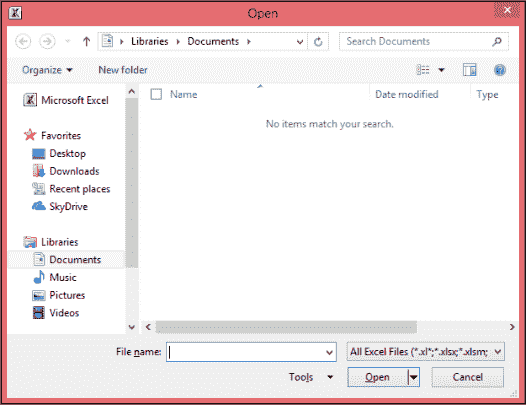 Open
Libraries Documents
Search Documents
Organize New folder
Name Date modified Type
No items match your search.
Microsoft Excel
Favorites
Desktop
Downloads
Recent places
SkyDrive
Libraries
Documents
Music
Pictures
Videos
File name: All Excel Files (*.xl*;*.xlsx;*.xlsm;
Tools Open Cancel